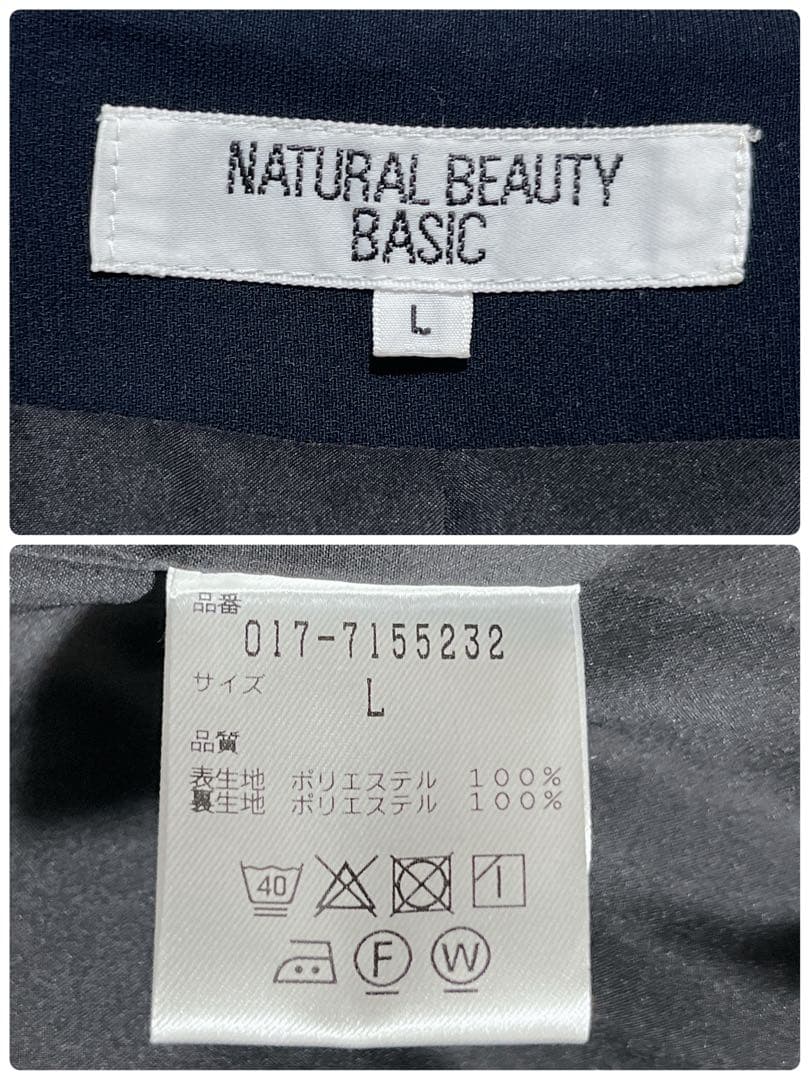 NATURAL BEAUTY
BASIC
L
品番
017-7155232
サイズ
L
品質
表生地 ポリエステル 100%
裏生地 ポリエステル 100%
40
F W